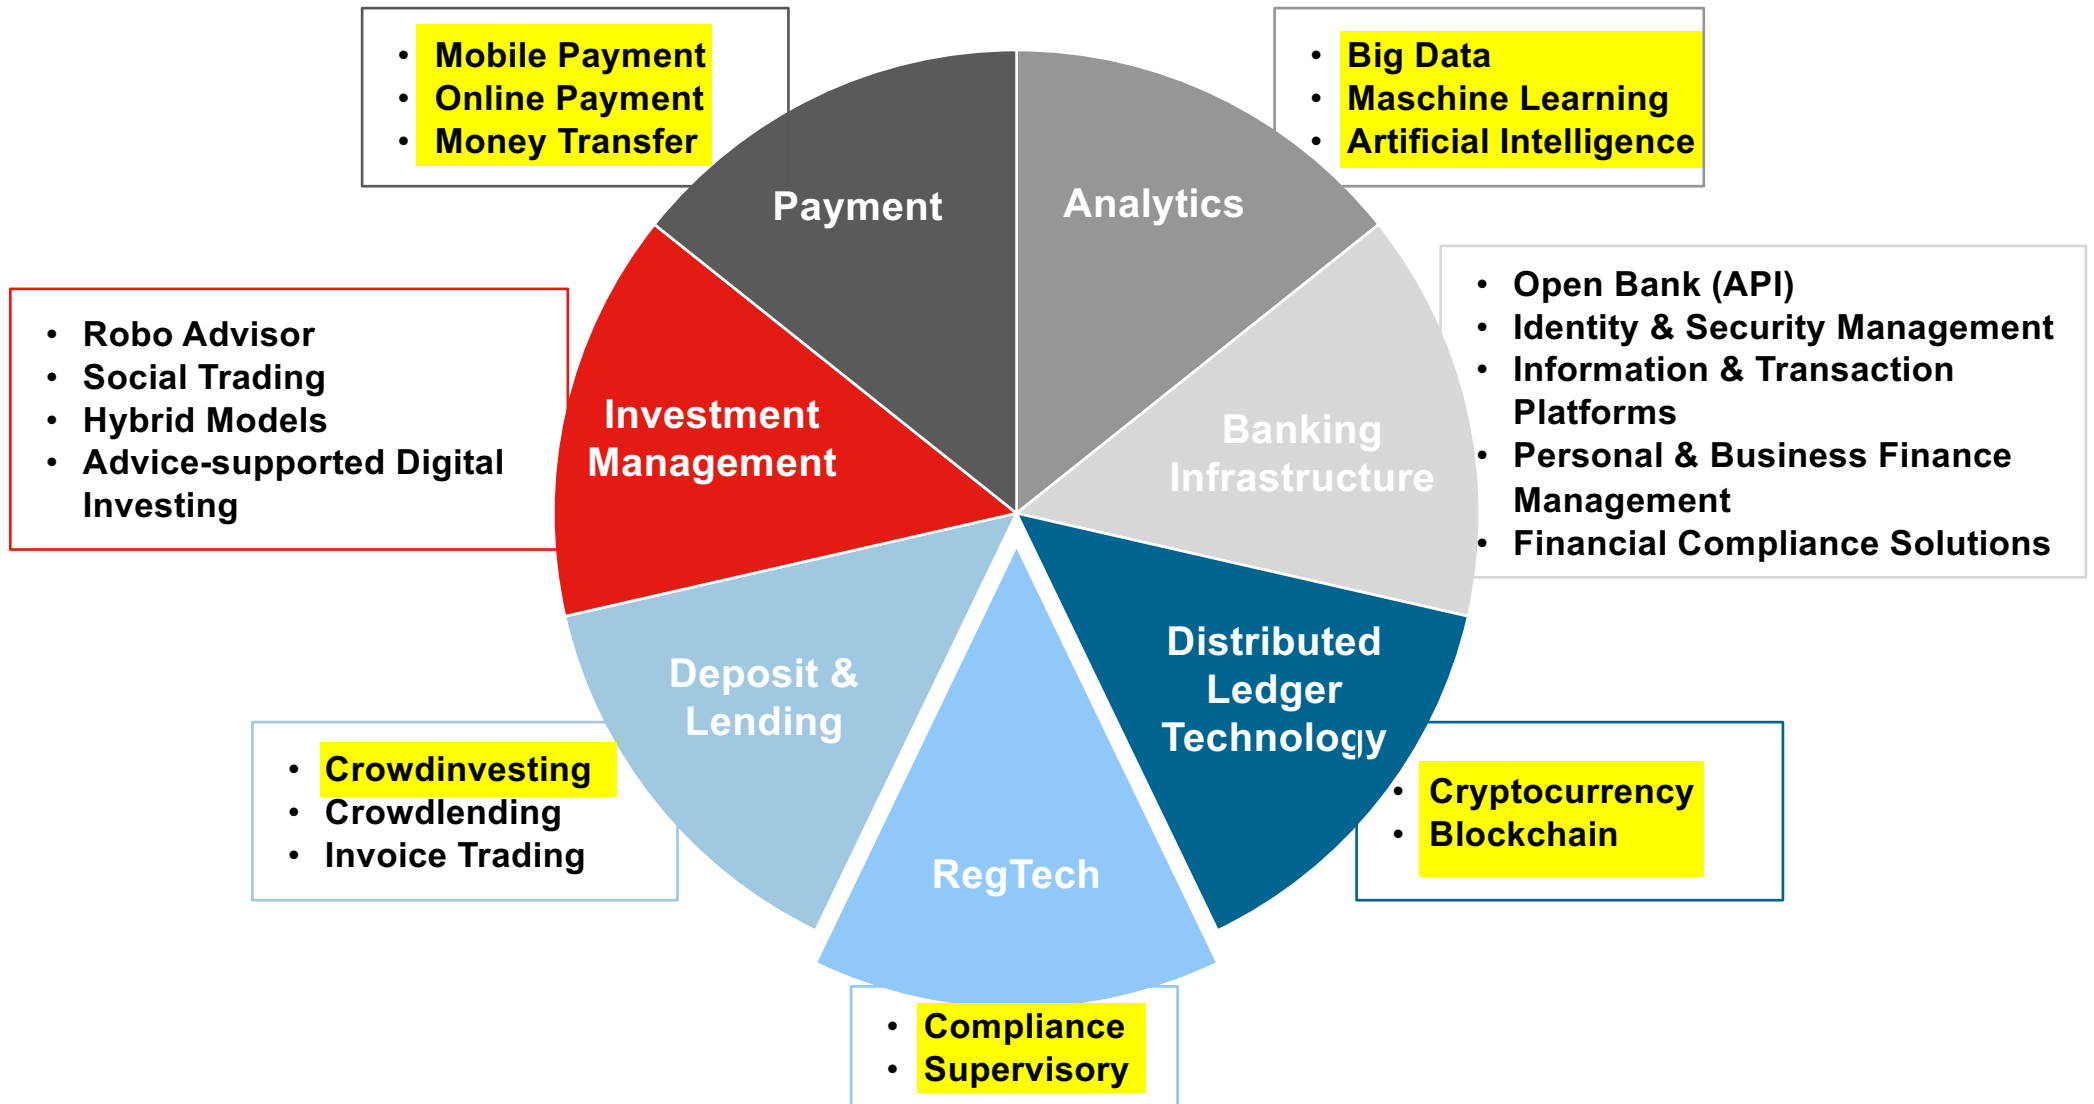 • Mobile Payment
• Online Payment
• Money Transfer
• Big Data
• Maschine Learning
• Artificial Intelligence
Payment
Analytics
• Robo Advisor
• Social Trading
• Hybrid Models
• Advice-supported Digital
Investing
Investment
Management
Banking
Infrastructure
• Open Bank (API)
• Identity & Security Management
• Information & Transaction
Platforms
• Personal & Business Finance
Management
• Financial Compliance Solutions
Deposit &
Lending
Distributed
Ledger
Technology
• Crowdinvesting
• Crowdlending
• Invoice Trading
RegTech
• Cryptocurrency
• Blockchain
• Compliance
• Supervisory